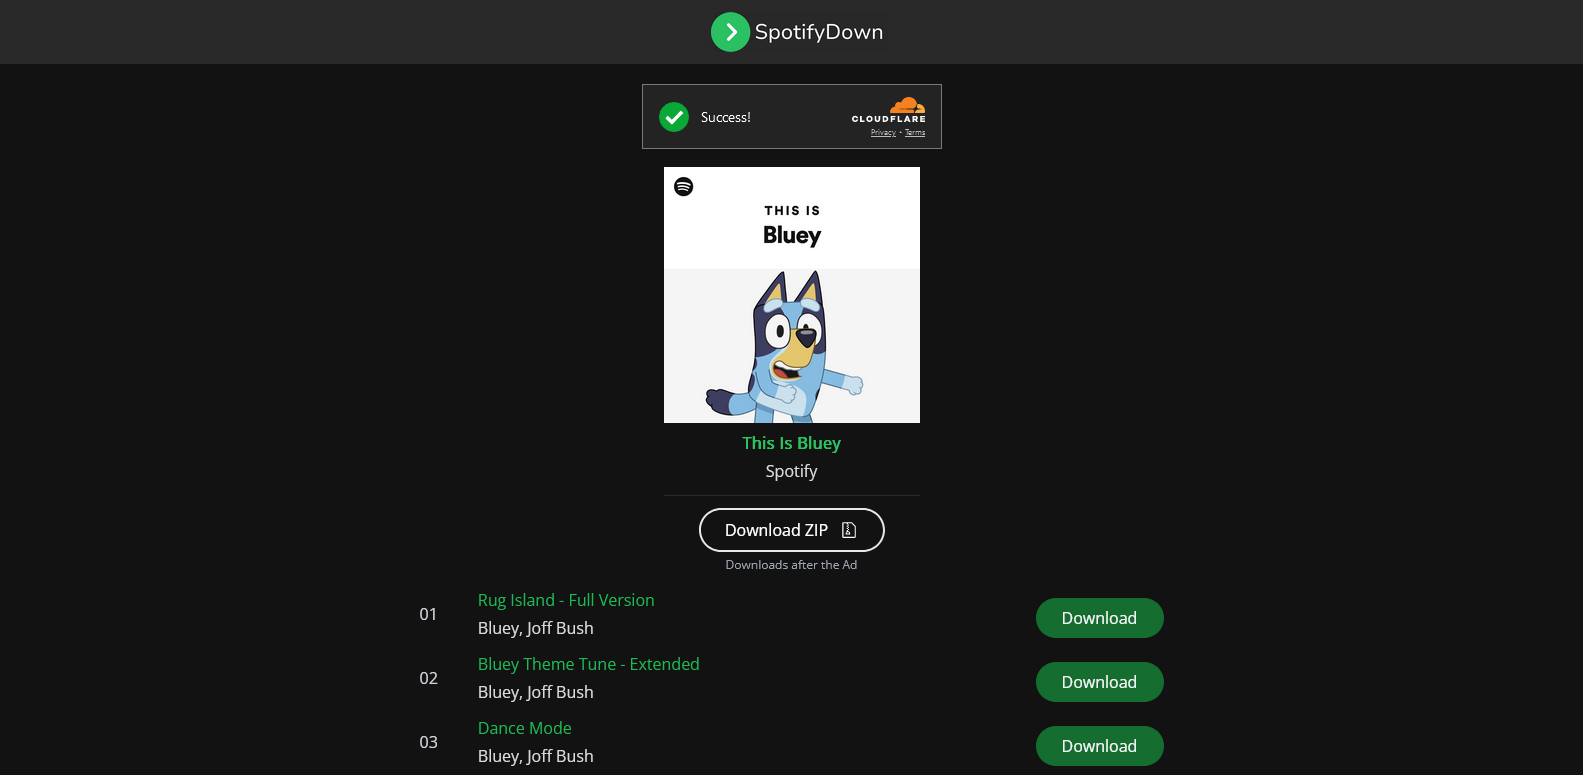 SpotifyDown
Success!
CLOUDFLARE
Privacy • Terms
THIS IS
Bluey
This Is Bluey
Spotify
Download ZIP
Downloads after the Ad
01
Rug Island - Full Version
Bluey, Joff Bush
Download
02
Bluey Theme Tune - Extended
Bluey, Joff Bush
Download
03
Dance Mode
Bluey, Joff Bush
Download